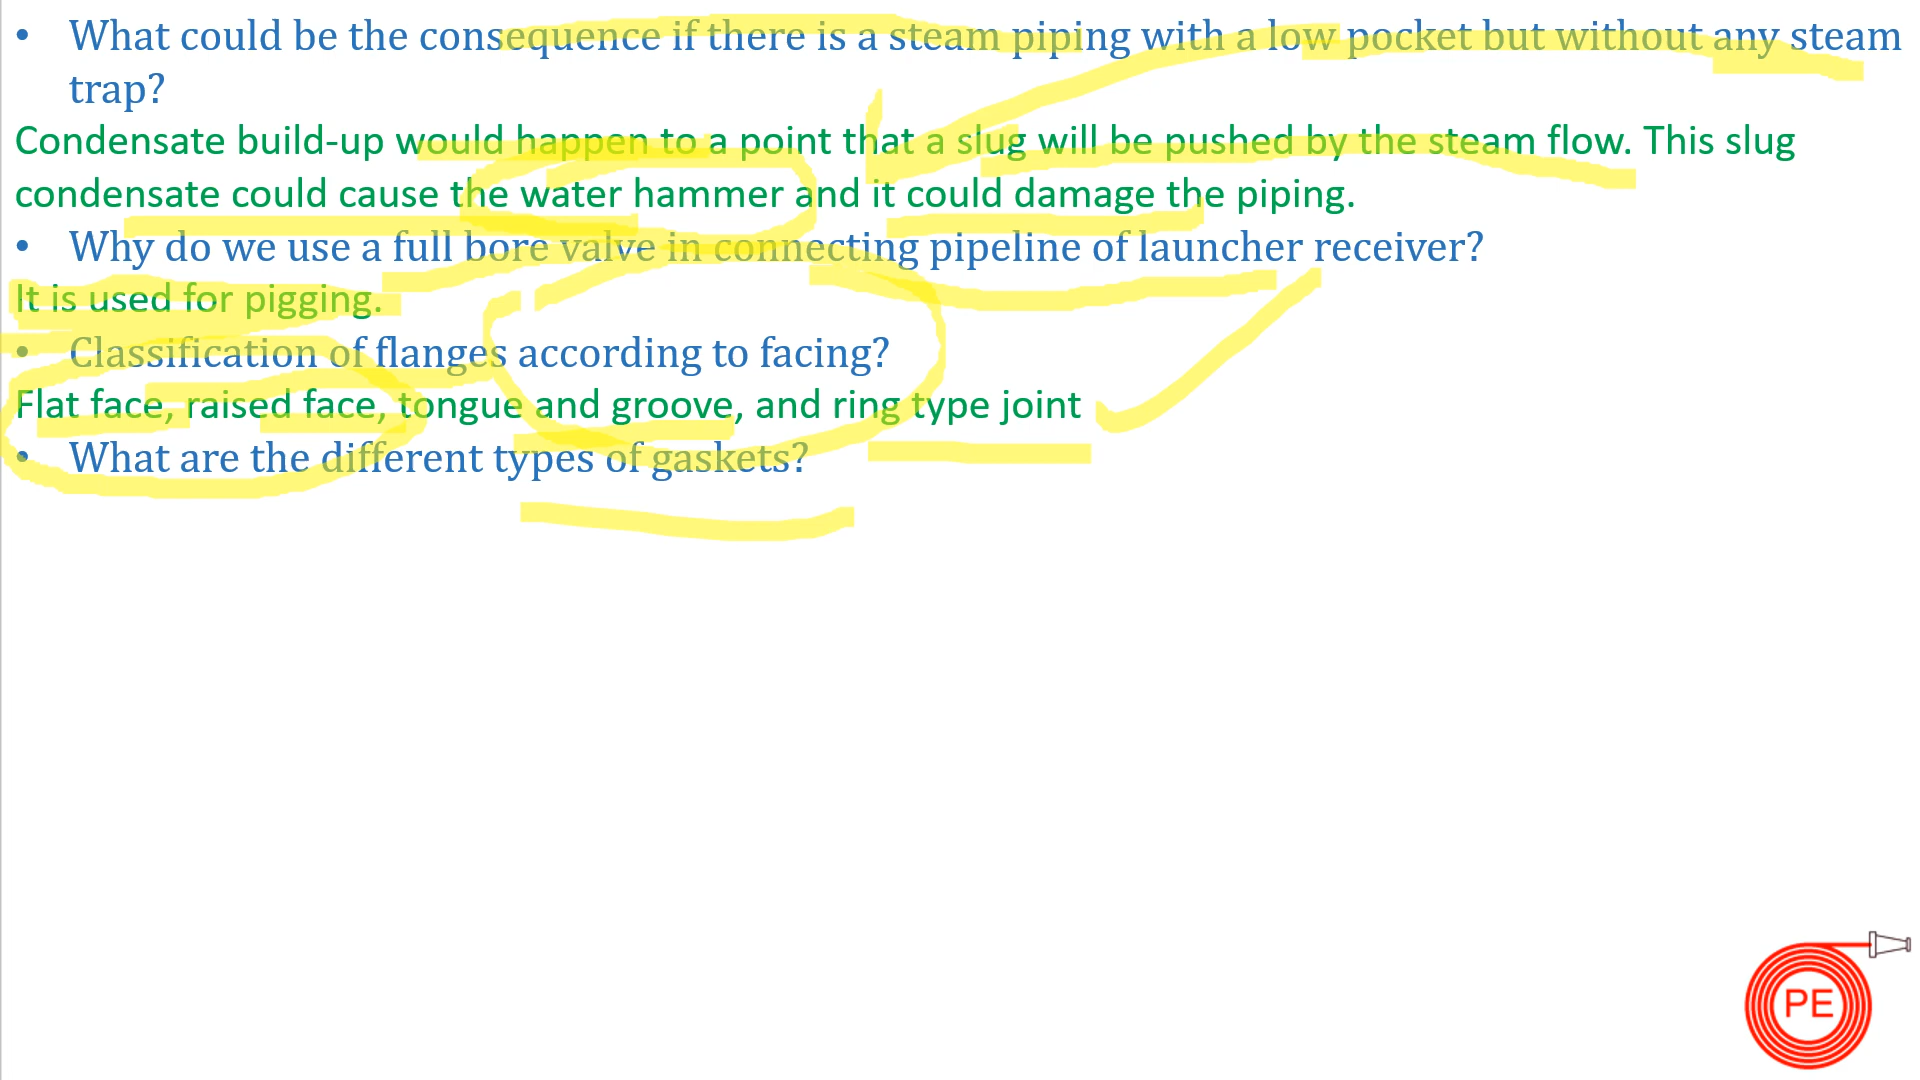 • What could be the consequence if there is a steam piping with a low pocket but without any steam
trap?
Condensate build-up would happen to a point that a slug will be pushed by the steam flow. This slug
condensate could cause the water hammer and it could damage the piping.
• Why do we use a full bore valve in connecting pipeline of launcher receiver?
It is used for pigging.
• Classification of flanges according to facing?
Flat face, raised face, tongue and groove, and ring type joint
• What are the different types of gaskets?
PE